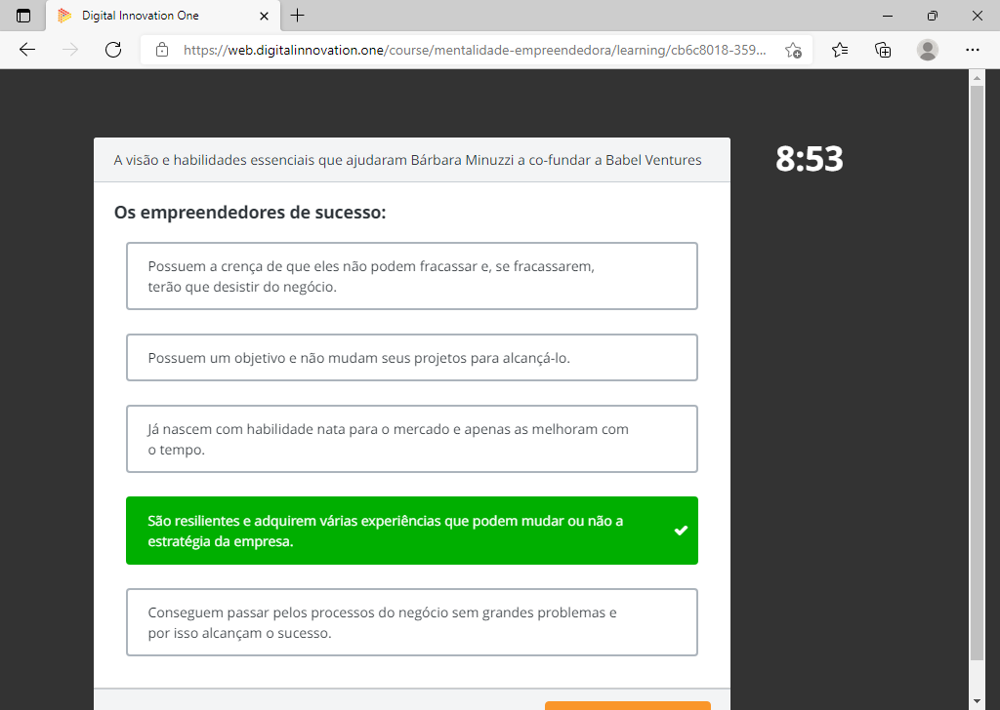 Digital Innovation One
https://web.digitalinnovation.one/course/mentalidade-empreendedora/learning/cb6c8018-359...
A visão e habilidades essenciais que ajudaram Bárbara Minuzzi a co-fundar a Babel Ventures
8:53
Os empreendedores de sucesso:
Possuem a crença de que eles não podem fracassar e, se fracassarem,
terão que desistir do negócio.
Possuem um objetivo e não mudam seus projetos para alcançá-lo.
Já nascem com habilidade nata para o mercado e apenas as melhoram com
o tempo.
São resilientes e adquirem várias experiências que podem mudar ou não a
estratégia da empresa.
Conseguem passar pelos processos do negócio sem grandes problemas e
por isso alcançam o sucesso.